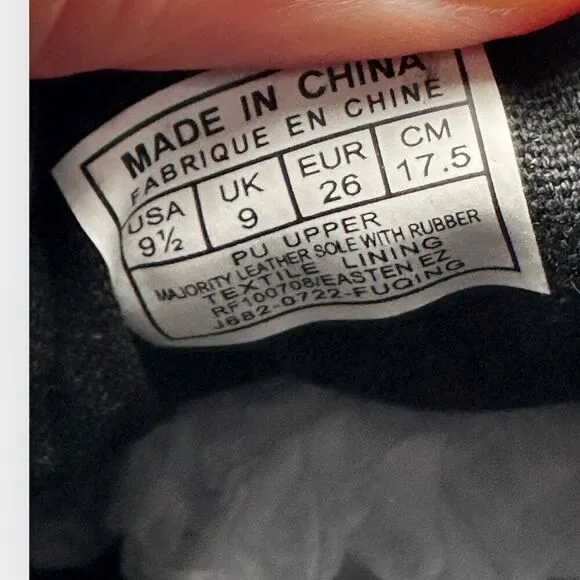 MADE IN CHINA
FABRIQUE EN CHINE
USA UK EUR CM
9½ 9 26 17.5
PU UPPER
MAJORITY LEATHER SOLE WITH RUBBER
TEXTILE LINING
RF100708/EASTEN EZ
J682-0722-FUQING